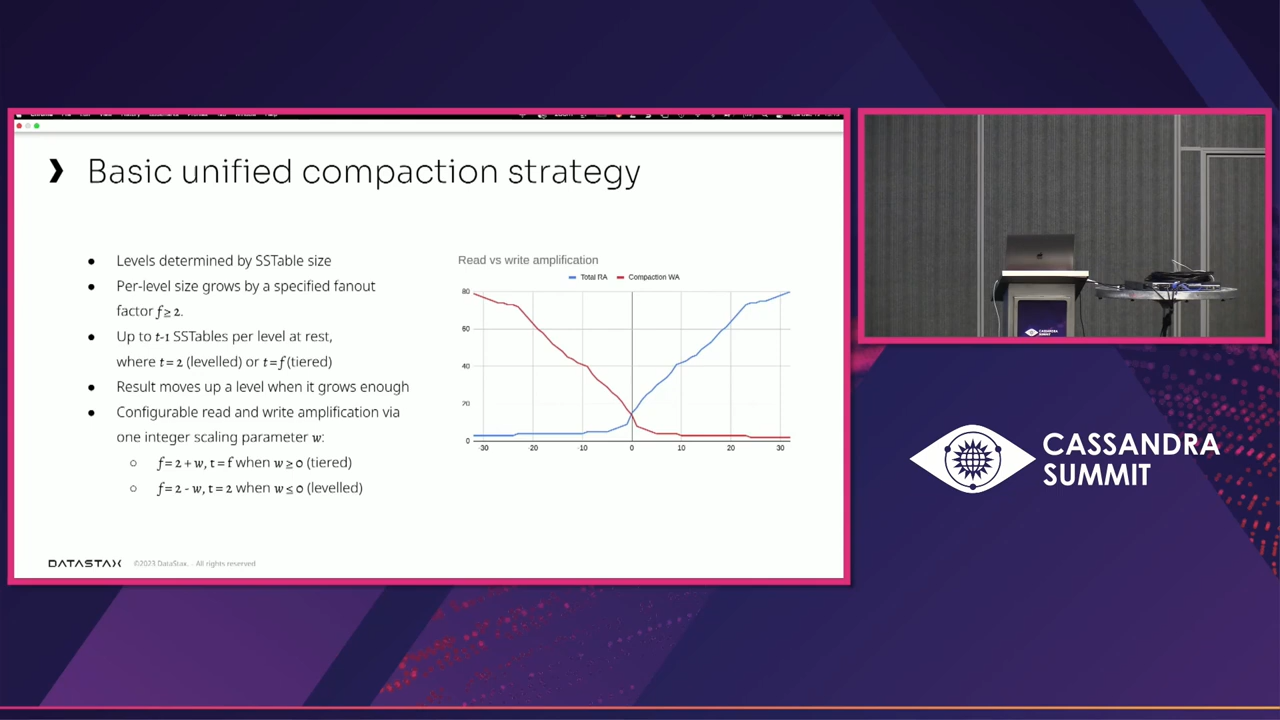 Basic unified compaction strategy
● Levels determined by SSTable size
● Per-level size grows by a specified fanout
factor f ≥ 2.
● Up to t-1 SSTables per level at rest,
where t = 2 (levelled) or t = f (tiered)
● Result moves up a level when it grows enough
● Configurable read and write amplification via
one integer scaling parameter w:
○ f = 2 + w, t = f when w ≥ 0 (tiered)
○ f = 2 - w, t = 2 when w ≤ 0 (levelled)
Read vs write amplification
Total RA Compaction WA
80
60
40
20
0
-30 -20 -10 0 10 20 30
DATASTAX ©2023 DataStax. - All rights reserved
CASSANDRA
SUMMIT
CASSANDRA
SUMMIT